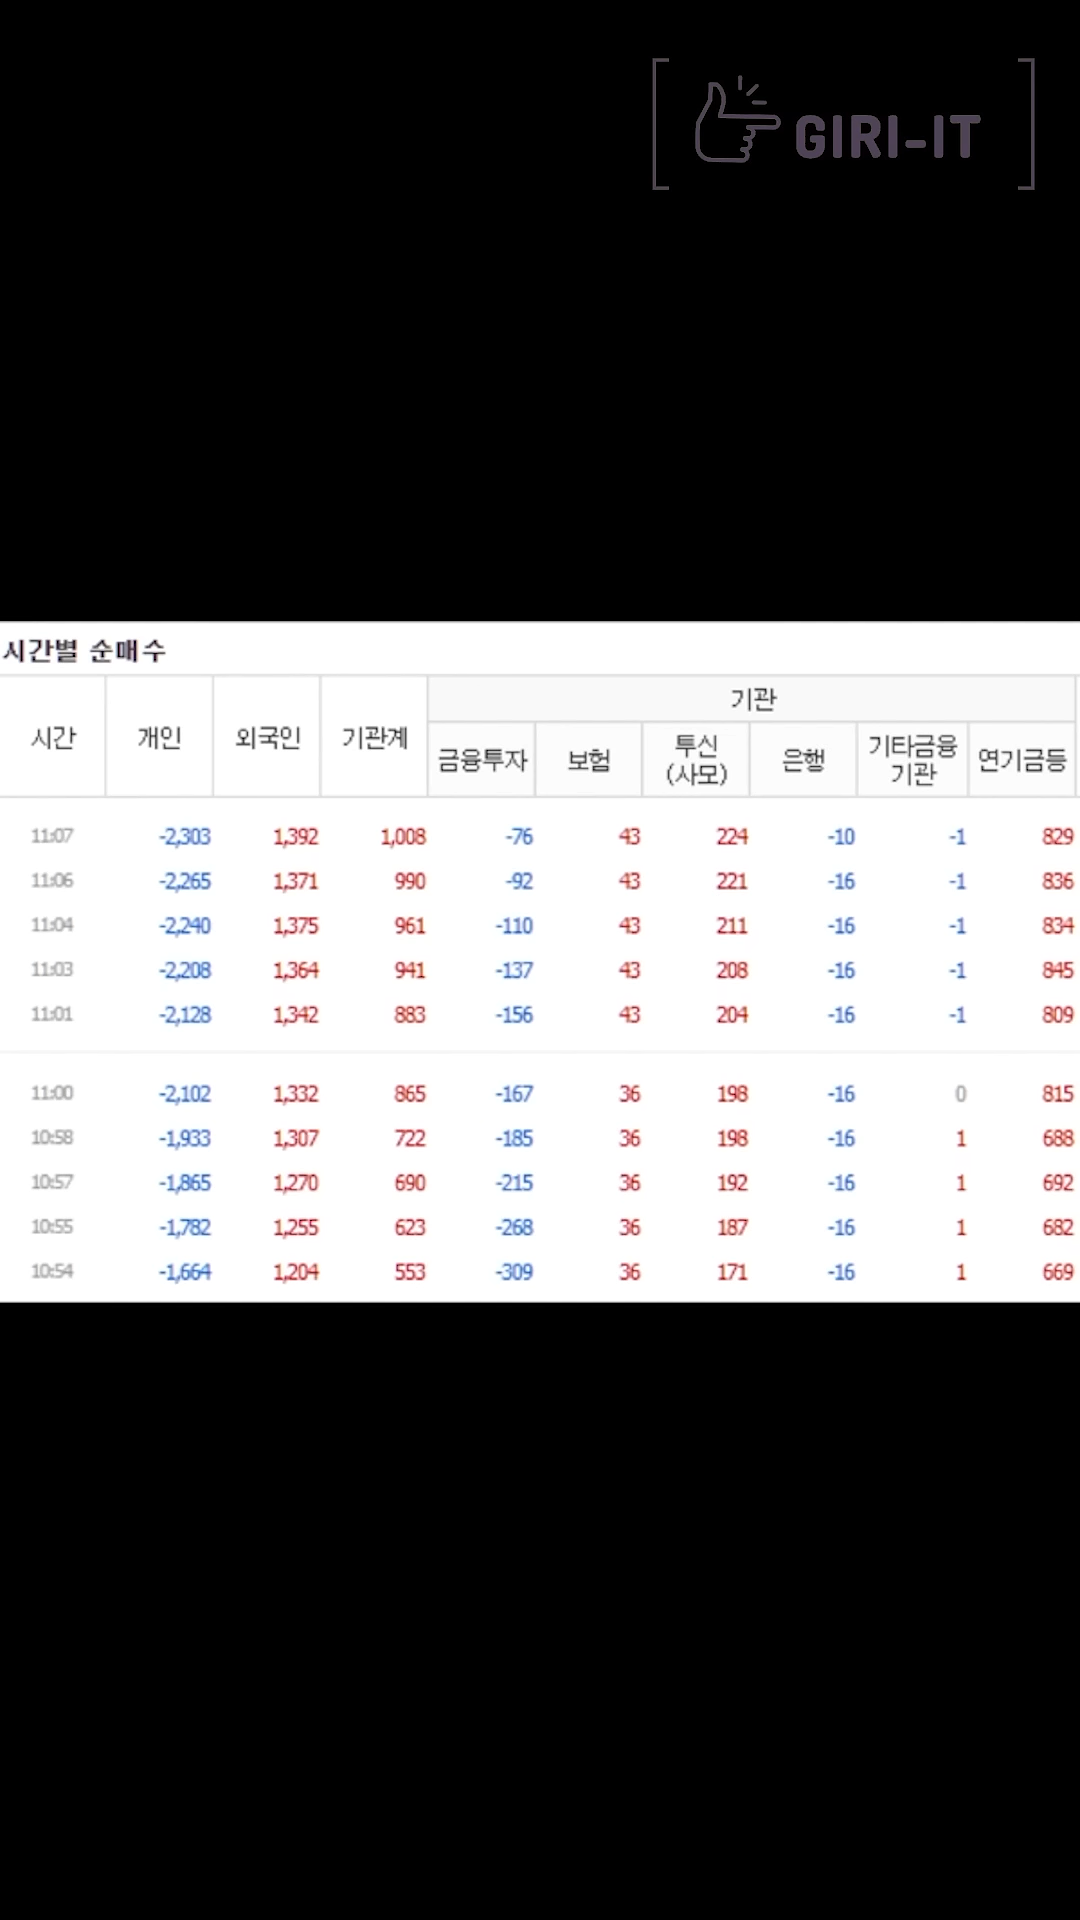 GIRI-IT
시간별 순매수
시간 개인 외국인 기관계 기관
금융투자 보험 투신(사모) 은행 기타금융기관 연기금등
11:07 -2,303 1,392 1,008 -76 43 224 -10 -1 829
11:06 -2,265 1,371 990 -92 43 221 -16 -1 836
11:04 -2,240 1,375 961 -110 43 211 -16 -1 834
11:03 -2,208 1,364 941 -137 43 208 -16 -1 845
11:01 -2,128 1,342 883 -156 43 204 -16 -1 809
11:00 -2,102 1,332 865 -167 36 198 -16 0 815
10:58 -1,933 1,307 722 -185 36 198 -16 1 688
10:57 -1,865 1,270 690 -215 36 192 -16 1 692
10:55 -1,782 1,255 623 -268 36 187 -16 1 682
10:54 -1,664 1,204 553 -309 36 171 -16 1 669